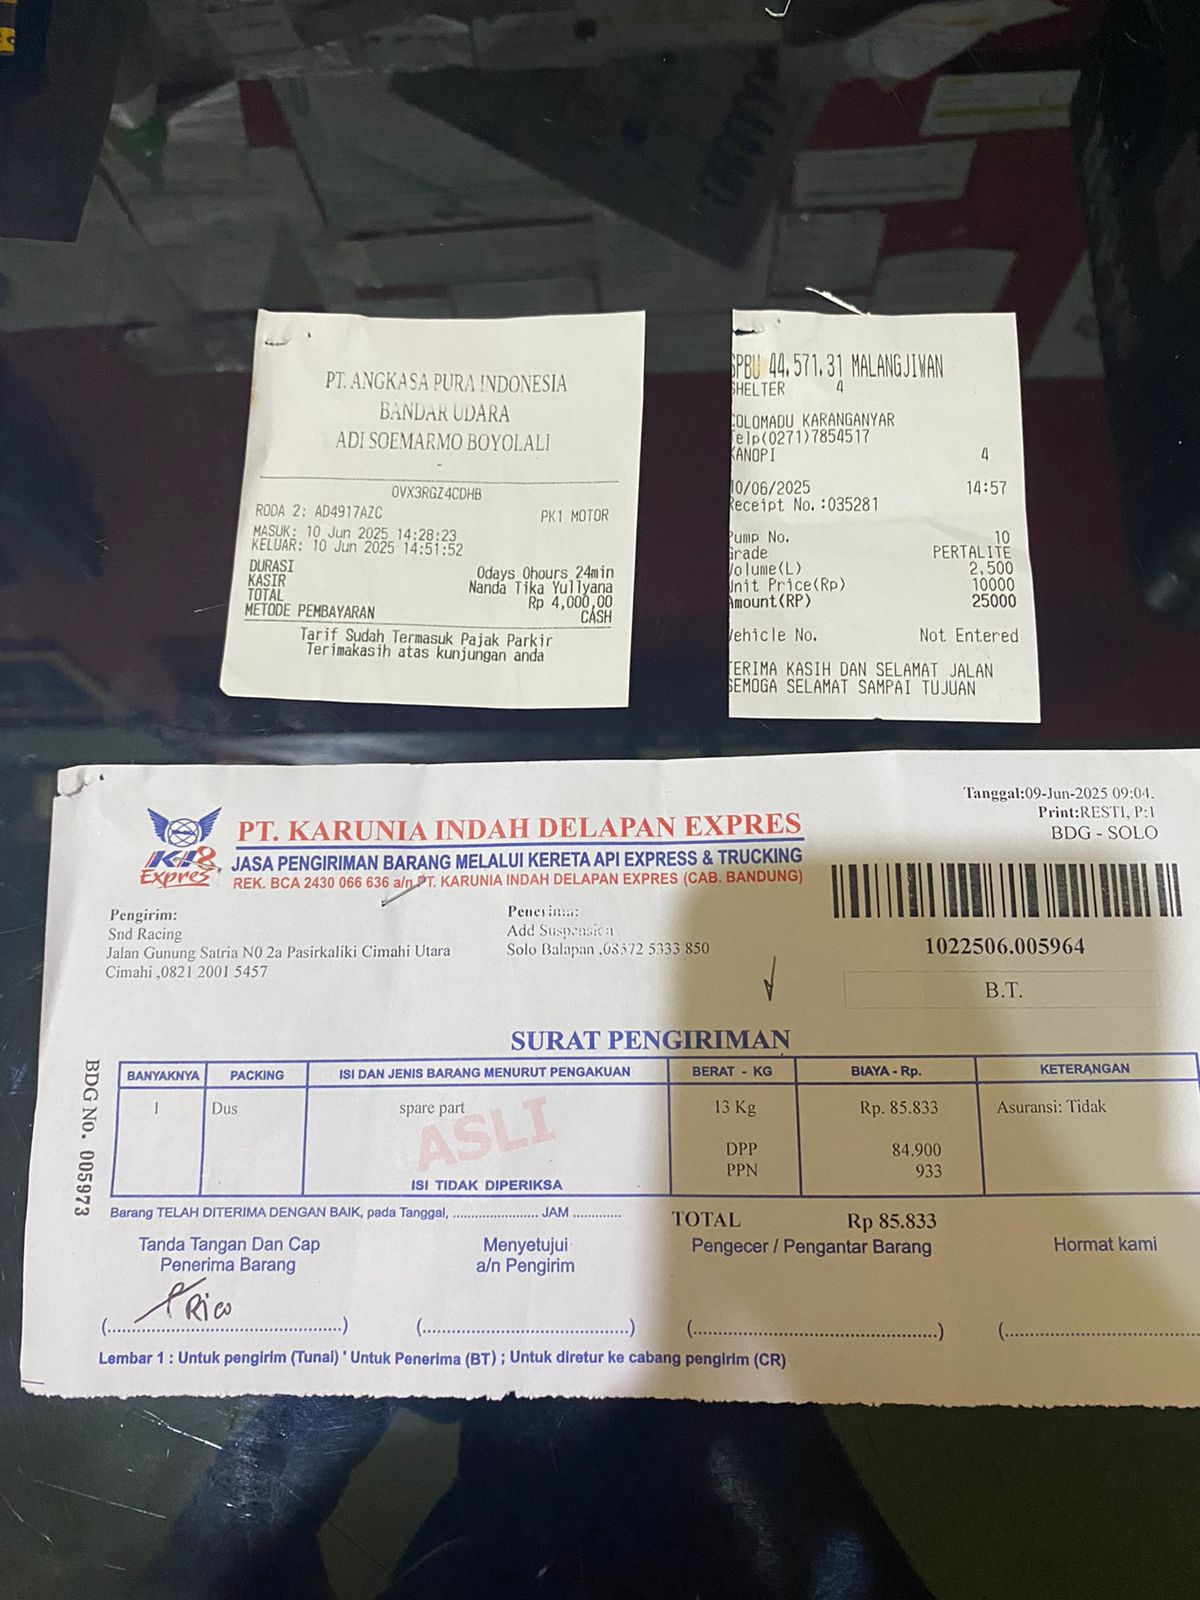 PT. ANGKASA PURA INDONESIA
BANDAR UDARA
ADI SOEMARMO BOYOLALI
-
0VX3RGZ4CDHB
RODA 2: AD4917AZC PK1 MOTOR
MASUK: 10 Jun 2025 14:28:23
KELUAR: 10 Jun 2025 14:51:52
DURASI 0days 0hours 24min
KASIR Nanda Tika Yullyana
TOTAL Rp 4,000,00
METODE PEMBAYARAN CASH
Tarif Sudah Termasuk Pajak Parkir
Terimakasih atas kunjungan anda
SPBU 44.571.31 MALANGJIWAN
SHELTER 4
COLOMADU KARANGANYAR
Telp(0271)7854517
KANOPI 4
10/06/2025 14:57
Receipt No.:035281
Pump No. 10
Grade PERTALITE
Volume(L) 2,500
Unit Price(Rp) 10000
Amount(RP) 25000
Vehicle No. Not Entered
TERIMA KASIH DAN SELAMAT JALAN
SEMOGA SELAMAT SAMPAI TUJUAN
Tanggal:09-Jun-2025 09:04.
Print:RESTI, P:1
BDG - SOLO
KI8 Expres
PT. KARUNIA INDAH DELAPAN EXPRES
JASA PENGIRIMAN BARANG MELALUI KERETA API EXPRESS & TRUCKING
REK. BCA 2430 066 636 a/n PT. KARUNIA INDAH DELAPAN EXPRES (CAB. BANDUNG)
Pengirim:
Snd Racing
Jalan Gunung Satria N0 2a Pasirkaliki Cimahi Utara
Cimahi ,0821 2001 5457
Penerima:
Add Suspension
Solo Balapan ,08572 5333 850
1022506.005964
B.T.
SURAT PENGIRIMAN
BDG No. 005973
BANYAKNYA PACKING ISI DAN JENIS BARANG MENURUT PENGAKUAN BERAT - KG BIAYA - Rp. KETERANGAN
1 Dus spare part 13 Kg Rp. 85.833 Asuransi: Tidak
ASLI
DPP 84.900
PPN 933
ISI TIDAK DIPERIKSA
Barang TELAH DITERIMA DENGAN BAIK, pada Tanggal, ........................ JAM .............
TOTAL Rp 85.833
Tanda Tangan Dan Cap
Penerima Barang
Menyetujui
a/n Pengirim
Pengecer / Pengantar Barang
Hormat kami
Rico
(...............................................) (...........................................) (..................................................) (.......................................
Lembar 1 : Untuk pengirim (Tunai) ' Untuk Penerima (BT) ; Untuk diretur ke cabang pengirim (CR)